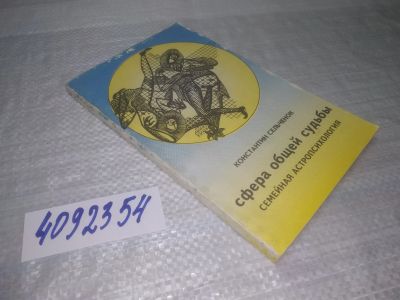 КОНСТАНТИН СЕЛЬЧЕНОК
сфера общей судьбы
СЕМЕЙНАЯ АСТРОПСИХОЛОГИЯ
4092354